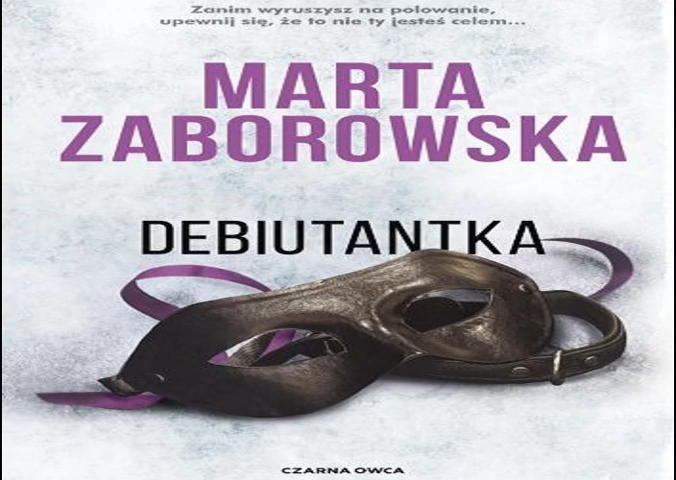 Zanim wyruszysz na polowanie,
upewnij się, że to nie ty jesteś celem...
MARTA
ZABOROWSKA
DEBIUTANTKA
CZARNA OWCA